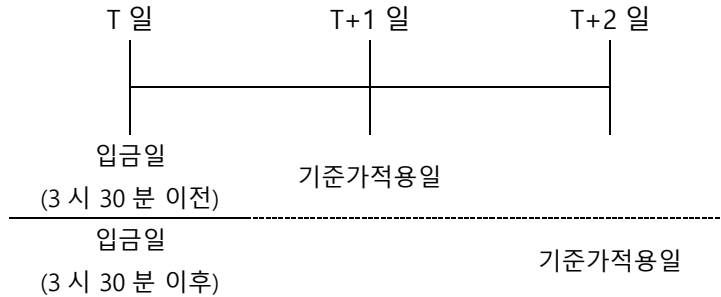 T 일 T+1 일 T+2 일
입금일
(3 시 30 분 이전)
기준가적용일
입금일
(3 시 30 분 이후)
기준가적용일